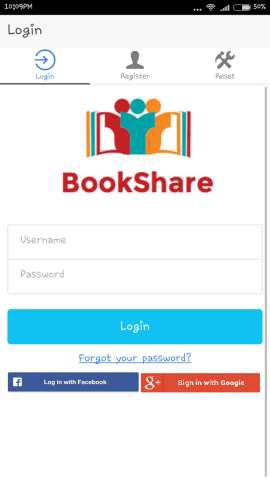 10:09PM ... 50%
Login
Login Register Reset
BookShare
Username
Password
Login
Forgot your password?
Log in with Facebook
Sign in with Google